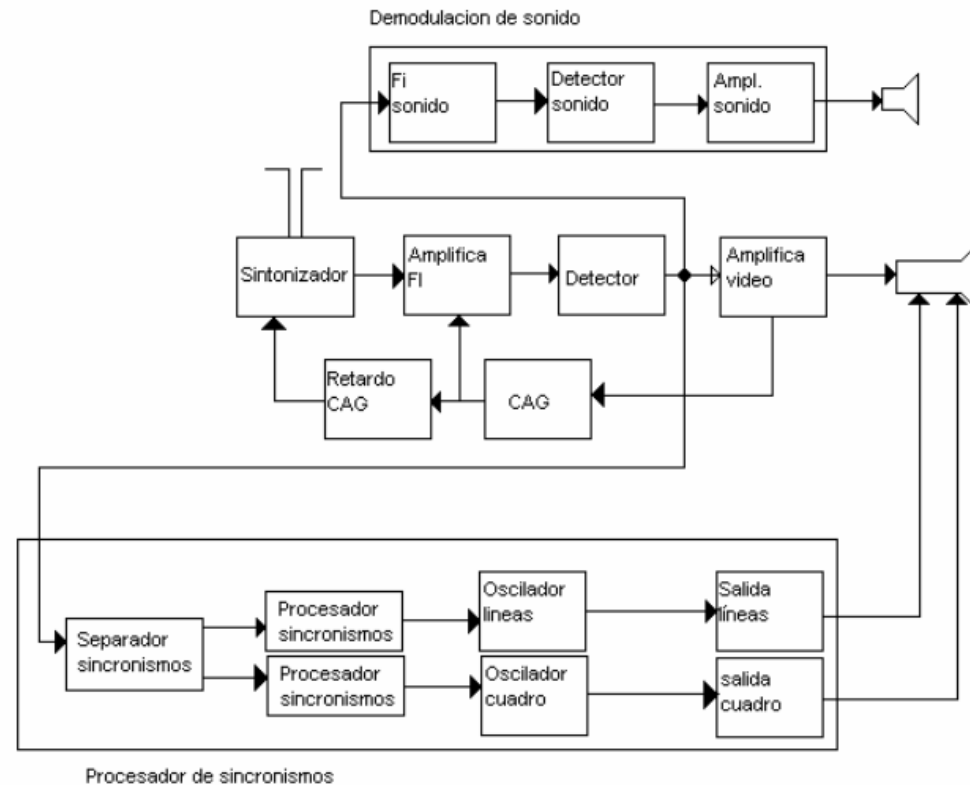 Demodulacion de sonido
Fi
sonido
Detector
sonido
Ampl.
sonido
Sintonizador
Amplifica
FI
Detector
Amplifica
video
Retardo
CAG
CAG
Separador
sincronismos
Procesador
sincronismos
Oscilador
lineas
Salida
líneas
Procesador
sincronismos
Oscilador
cuadro
salida
cuadro
Procesador de sincronismos